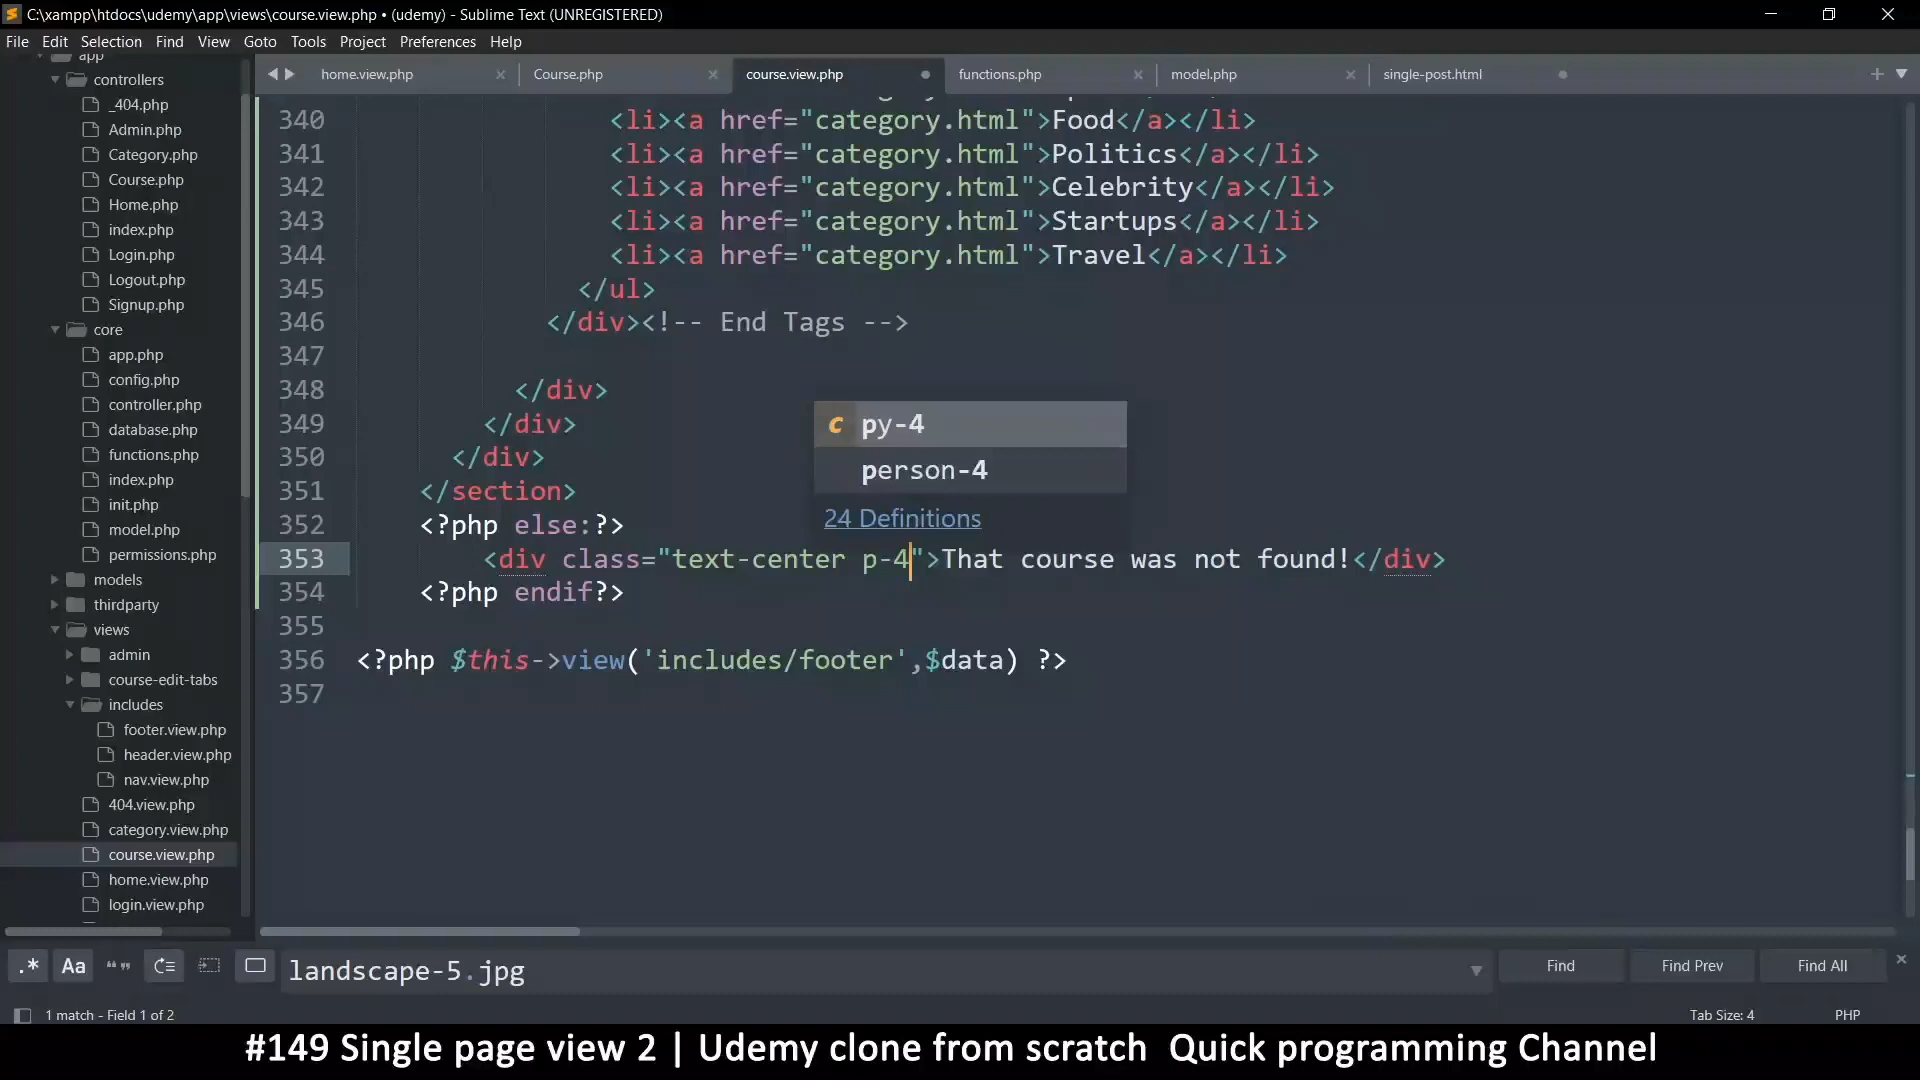 C:\xampp\htdocs\udemy\app\views\course.view.php • (udemy) - Sublime Text (UNREGISTERED)
File Edit Selection Find View Goto Tools Project Preferences Help
app
controllers
_404.php
Admin.php
Category.php
Course.php
Home.php
index.php
Login.php
Logout.php
Signup.php
core
app.php
config.php
controller.php
database.php
functions.php
index.php
init.php
model.php
permissions.php
models
thirdparty
views
admin
course-edit-tabs
includes
footer.view.php
header.view.php
nav.view.php
404.view.php
category.view.php
course.view.php
home.view.php
login.view.php
home.view.php Course.php course.view.php functions.php model.php single-post.html
340 <li><a href="category.html">Food</a></li>
341 <li><a href="category.html">Politics</a></li>
342 <li><a href="category.html">Celebrity</a></li>
343 <li><a href="category.html">Startups</a></li>
344 <li><a href="category.html">Travel</a></li>
345 </ul>
346 </div><!-- End Tags -->
347
348 </div>
349 </div>
350 </div>
351 </section>
352 <?php else:?>
353 <div class="text-center p-4">That course was not found!</div>
354 <?php endif?>
355
356 <?php $this->view('includes/footer',$data) ?>
357
c py-4
person-4
24 Definitions
.* Aa “ ” landscape-5.jpg Find Find Prev Find All
1 match - Field 1 of 2 Tab Size: 4 PHP
#149 Single page view 2 | Udemy clone from scratch Quick programming Channel